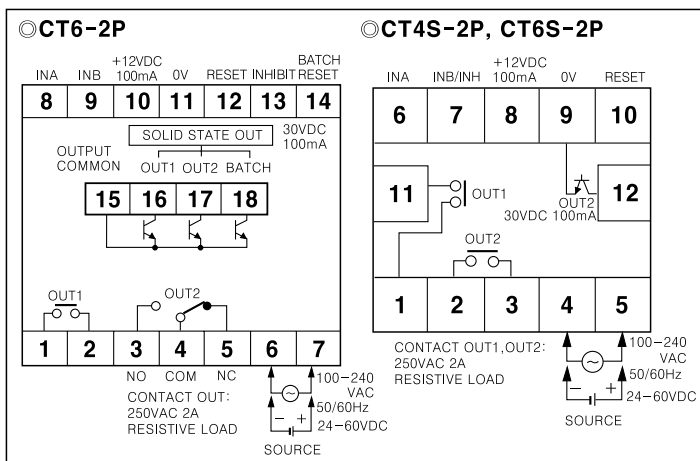 ◎CT6-2P
+12VDC
BATCH
INA INB 100mA 0V RESET INHIBIT RESET
8 9 10 11 12 13 14
SOLID STATE OUT
30VDC
100mA
OUTPUT
COMMON
OUT1 OUT2 BATCH
15 16 17 18
OUT1
OUT2
1 2 3 4 5 6 7
NO COM NC
CONTACT OUT:
250VAC 2A
RESISTIVE LOAD
100-240
VAC
50/60Hz
24-60VDC
- +
SOURCE
◎CT4S-2P, CT6S-2P
+12VDC
INA INB/INH 100mA 0V RESET
6 7 8 9 10
11
OUT1
12
OUT2
30VDC 100mA
OUT2
1 2 3 4 5
CONTACT OUT1,OUT2:
250VAC 2A
RESISTIVE LOAD
100-240
VAC
50/60Hz
24-60VDC
- +
SOURCE